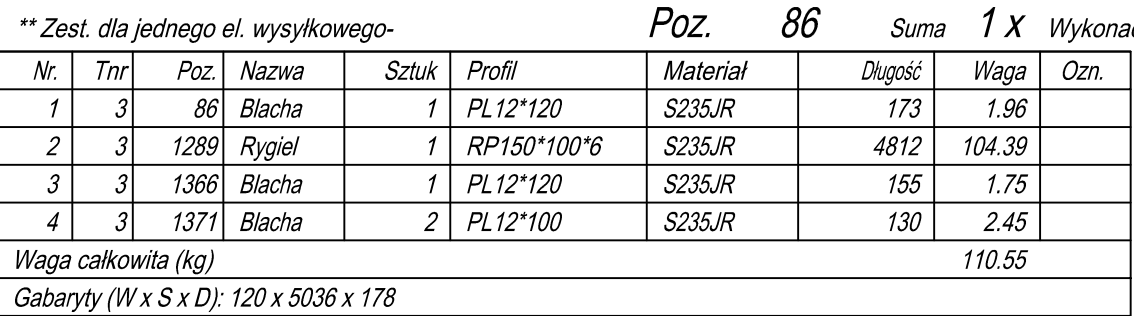 ** Zest. dla jednego el. wysyłkowego- Poz. 86 Suma 1 x Wykonać
Nr. Tnr Poz. Nazwa Sztuk Profil Materiał Długość Waga Ozn.
1 3 86 Blacha 1 PL12*120 S235JR 173 1.96
2 3 1289 Rygiel 1 RP150*100*6 S235JR 4812 104.39
3 3 1366 Blacha 1 PL12*120 S235JR 155 1.75
4 3 1371 Blacha 2 PL12*100 S235JR 130 2.45
Waga całkowita (kg) 110.55
Gabaryty (W x S x D): 120 x 5036 x 178